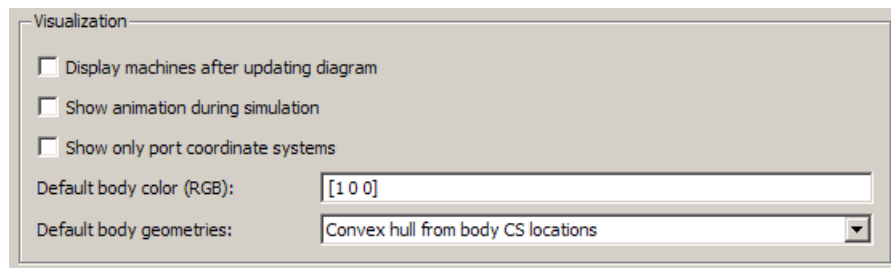 Visualization
Display machines after updating diagram
Show animation during simulation
Show only port coordinate systems
Default body color (RGB): [1 0 0]
Default body geometries: Convex hull from body CS locations